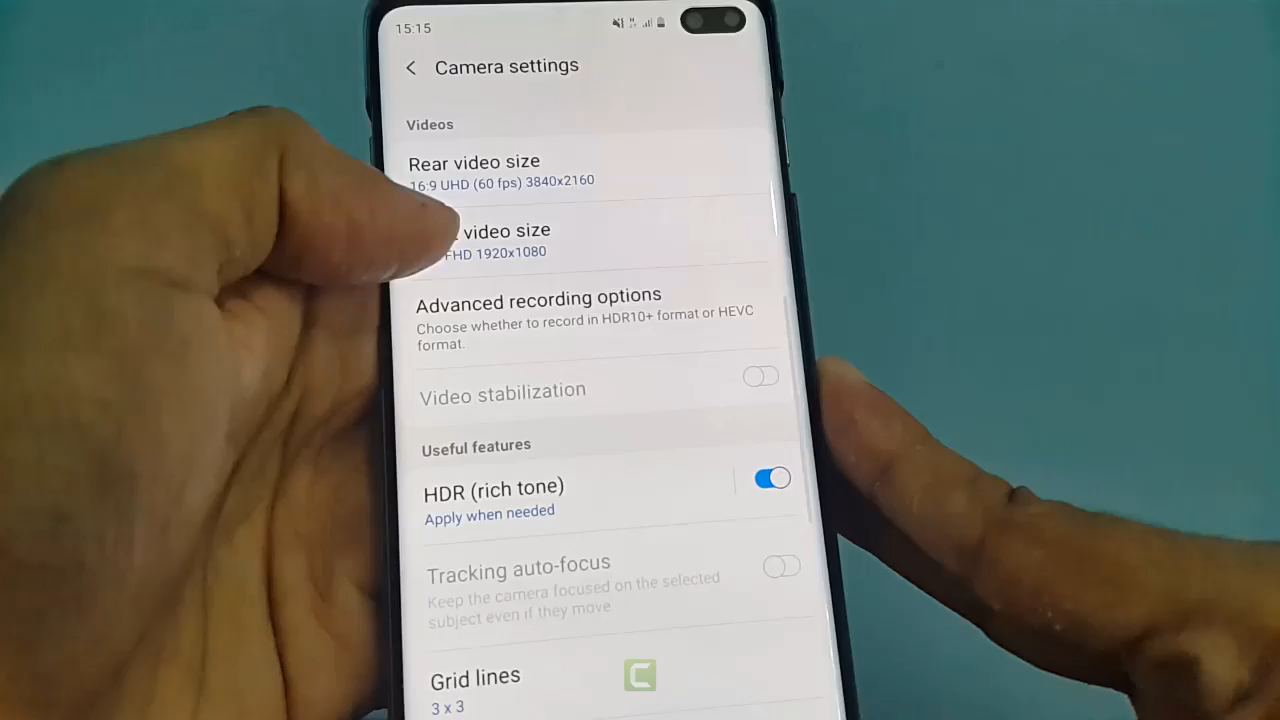 15:15
Camera settings
Videos
Rear video size
16:9 UHD (60 fps) 3840x2160
video size
FHD 1920x1080
Advanced recording options
Choose whether to record in HDR10+ format or HEVC
format.
Video stabilization
Useful features
HDR (rich tone)
Apply when needed
Tracking auto-focus
Keep the camera focused on the selected
subject even if they move
Grid lines
3 x 3
C